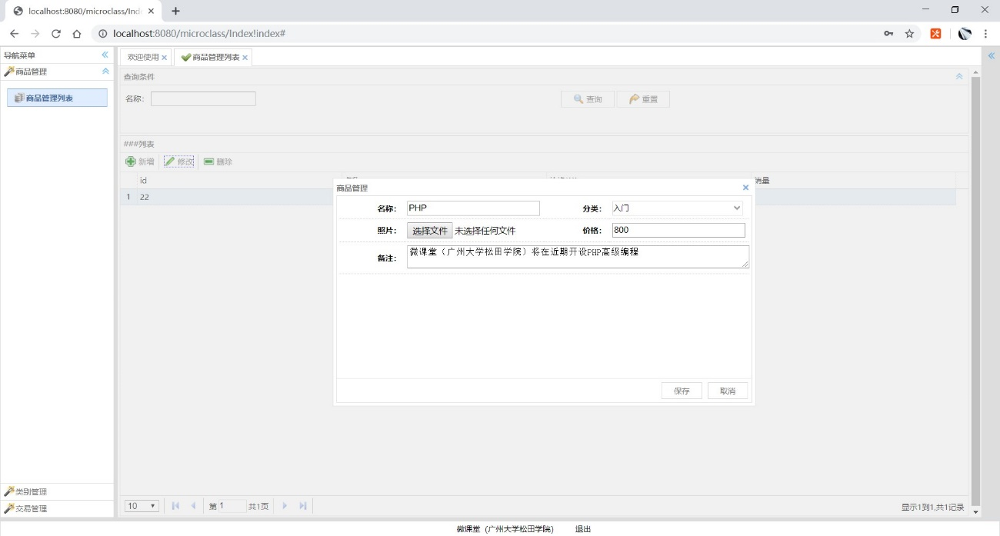 localhost:8080/microclass/Ind
localhost:8080/microclass/Index!index#
导航菜单
欢迎使用
商品管理列表
商品管理
查询条件
商品管理列表
名称:
查询
重置
###列表
新增
修改
删除
id
销量
1 22
商品管理
名称:
PHP
分类:
入门
照片:
选择文件 未选择任何文件
价格:
800
备注:
微课堂（广州大学松田学院）将在近期开设PHP高级编程
保存
取消
类别管理
交易管理
10
第 1 共1页
显示1到1,共1记录
微课堂（广州大学松田学院）
退出